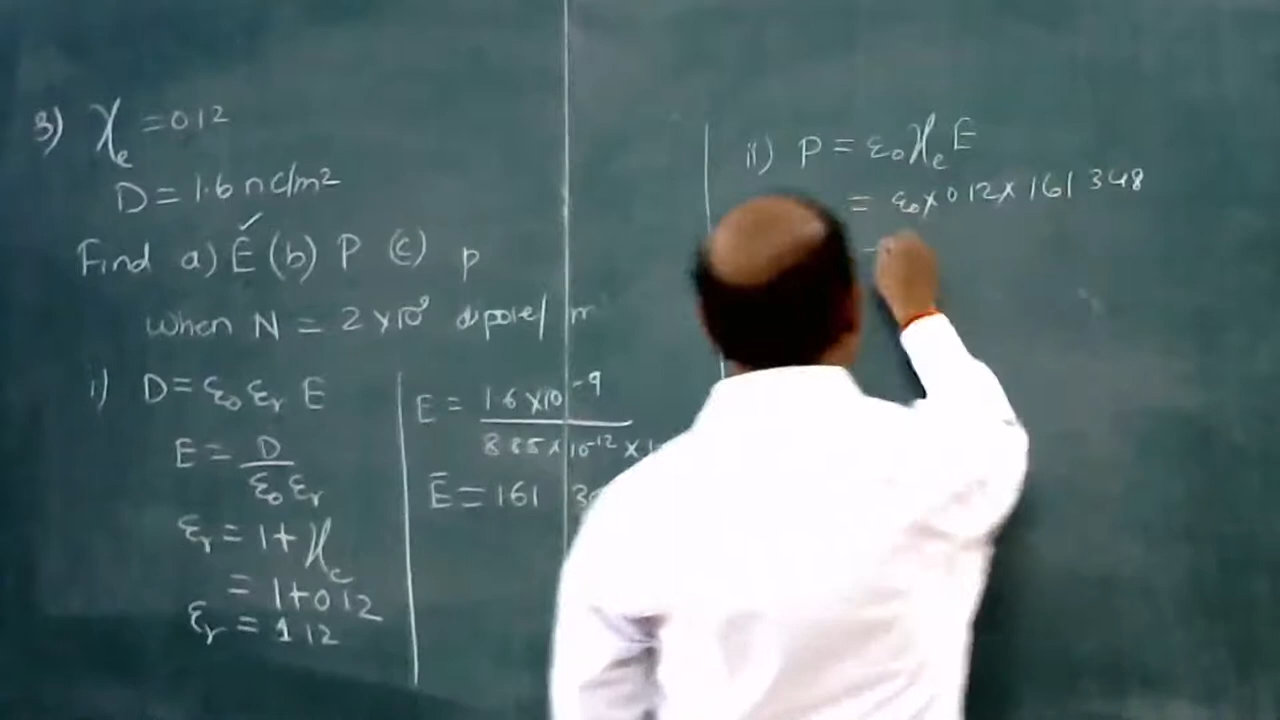 3) χe = 0.12
D = 1.6 nc/m²
Find a) Ē (b) P (c) p
when N = 2 × 10⁹ dipole/ m
i) D = ε₀ εr E
E = D / ε₀ εr
εr = 1 + χe
= 1 + 0.12
εr = 1.12
E = 1.6 × 10⁻⁹ / 8.85 × 10⁻¹² ×
Ē = 161
ii) P = ε₀ χe E
= ε₀ × 0.12 × 161.348